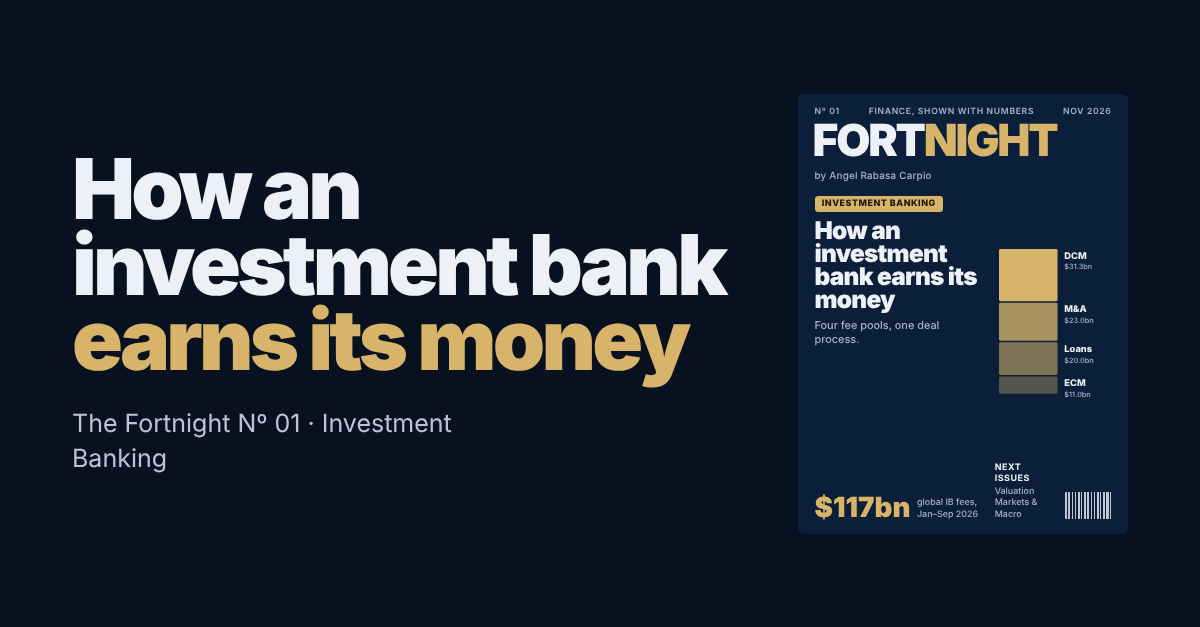 How an
investment bank
earns its money
The Fortnight Nº 01 · Investment
Banking
Nº 01 FINANCE, SHOWN WITH NUMBERS NOV 2026
FORTNIGHT
by Angel Rabasa Carpio
INVESTMENT BANKING
How an
investment
bank earns its
money
Four fee pools, one deal
process.
DCM
$31.3bn
M&A
$23.0bn
Loans
$20.0bn
ECM
$11.0bn
$117bn
global IB fees,
Jan–Sep 2026
NEXT
ISSUES
Valuation
Markets &
Macro